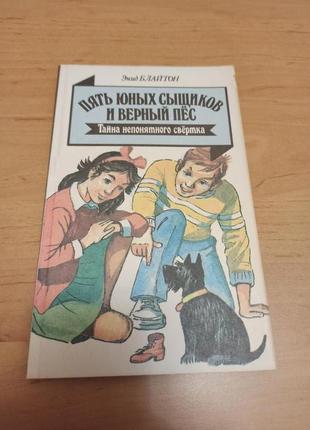 Энид БЛАЙТОН
ПЯТЬ ЮНЫХ СЫЩИКОВ
И ВЕРНЫЙ ПЁС
Тайна непонятного свёртка